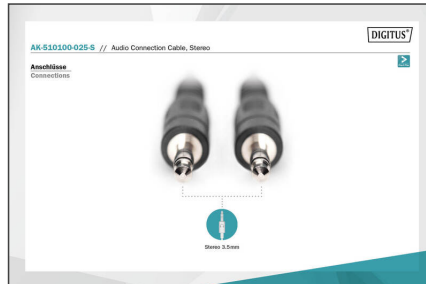 DIGITUS®
AK-510100-025-S // Audio Connection Cable, Stereo
Anschlüsse
Connections
Stereo 3.5mm